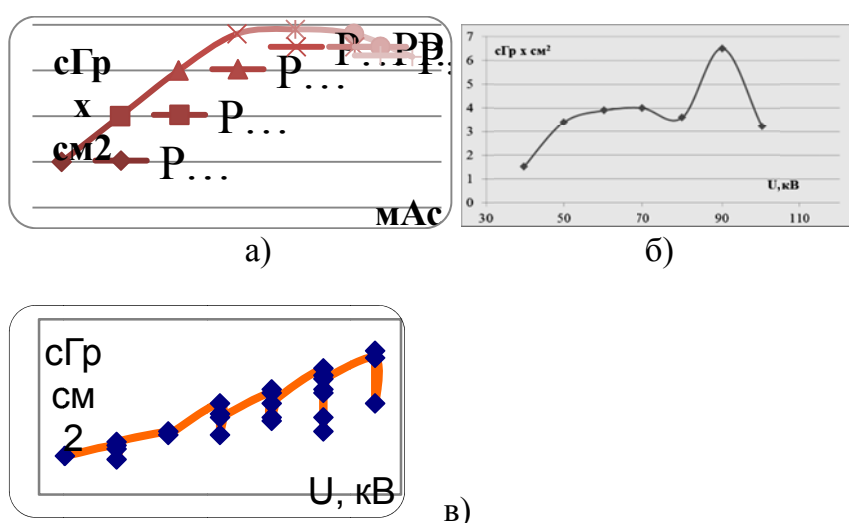 сГр
х
см2
Р...
Р...
Р...
Р...
мАс
а)
сГр х см²
7
6
5
4
3
2
1
0
30
50
70
90
110
U,кВ
б)
сГр
см
2
U, кВ
в)